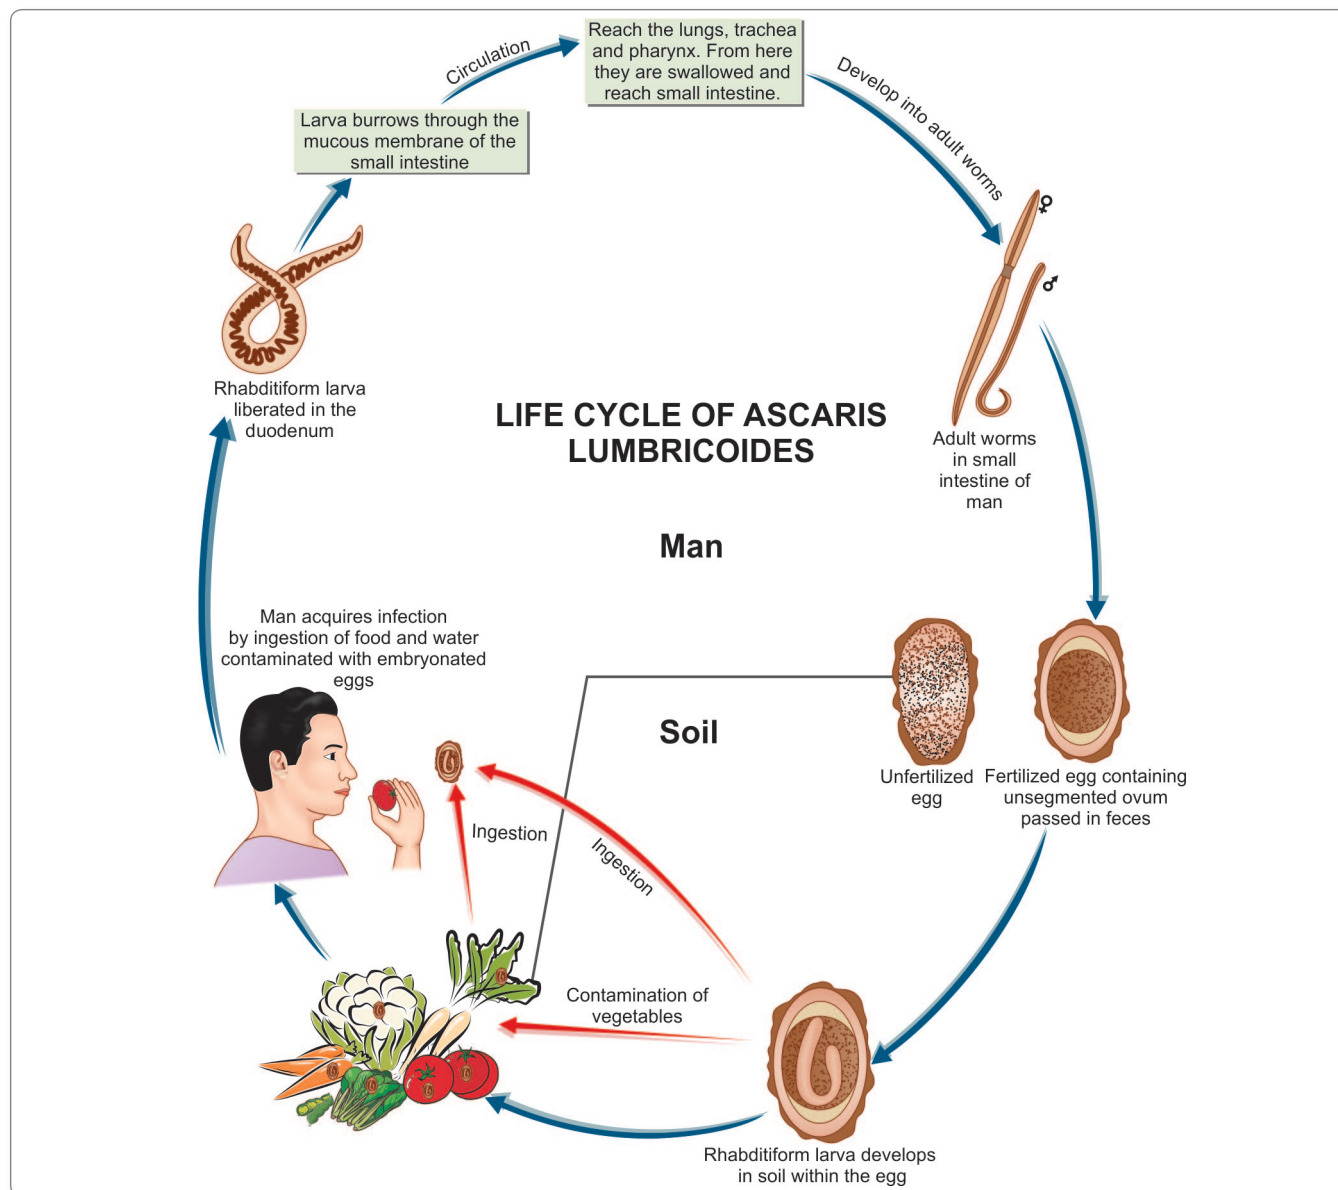 Reach the lungs, trachea
and pharynx. From here
they are swallowed and
reach small intestine.
Circulation
Develop into adult worms
Larva burrows through the
mucous membrane of the
small intestine
♀
♂
Rhabditiform larva
liberated in the
duodenum
LIFE CYCLE OF ASCARIS
LUMBRICOIDES
Adult worms
in small
intestine of
man
Man
Man acquires infection
by ingestion of food and water
contaminated with embryonated
eggs
Soil
Unfertilized
egg
Fertilized egg containing
unsegmented ovum
passed in feces
Ingestion
Ingestion
Contamination of
vegetables
Rhabditiform larva develops
in soil within the egg